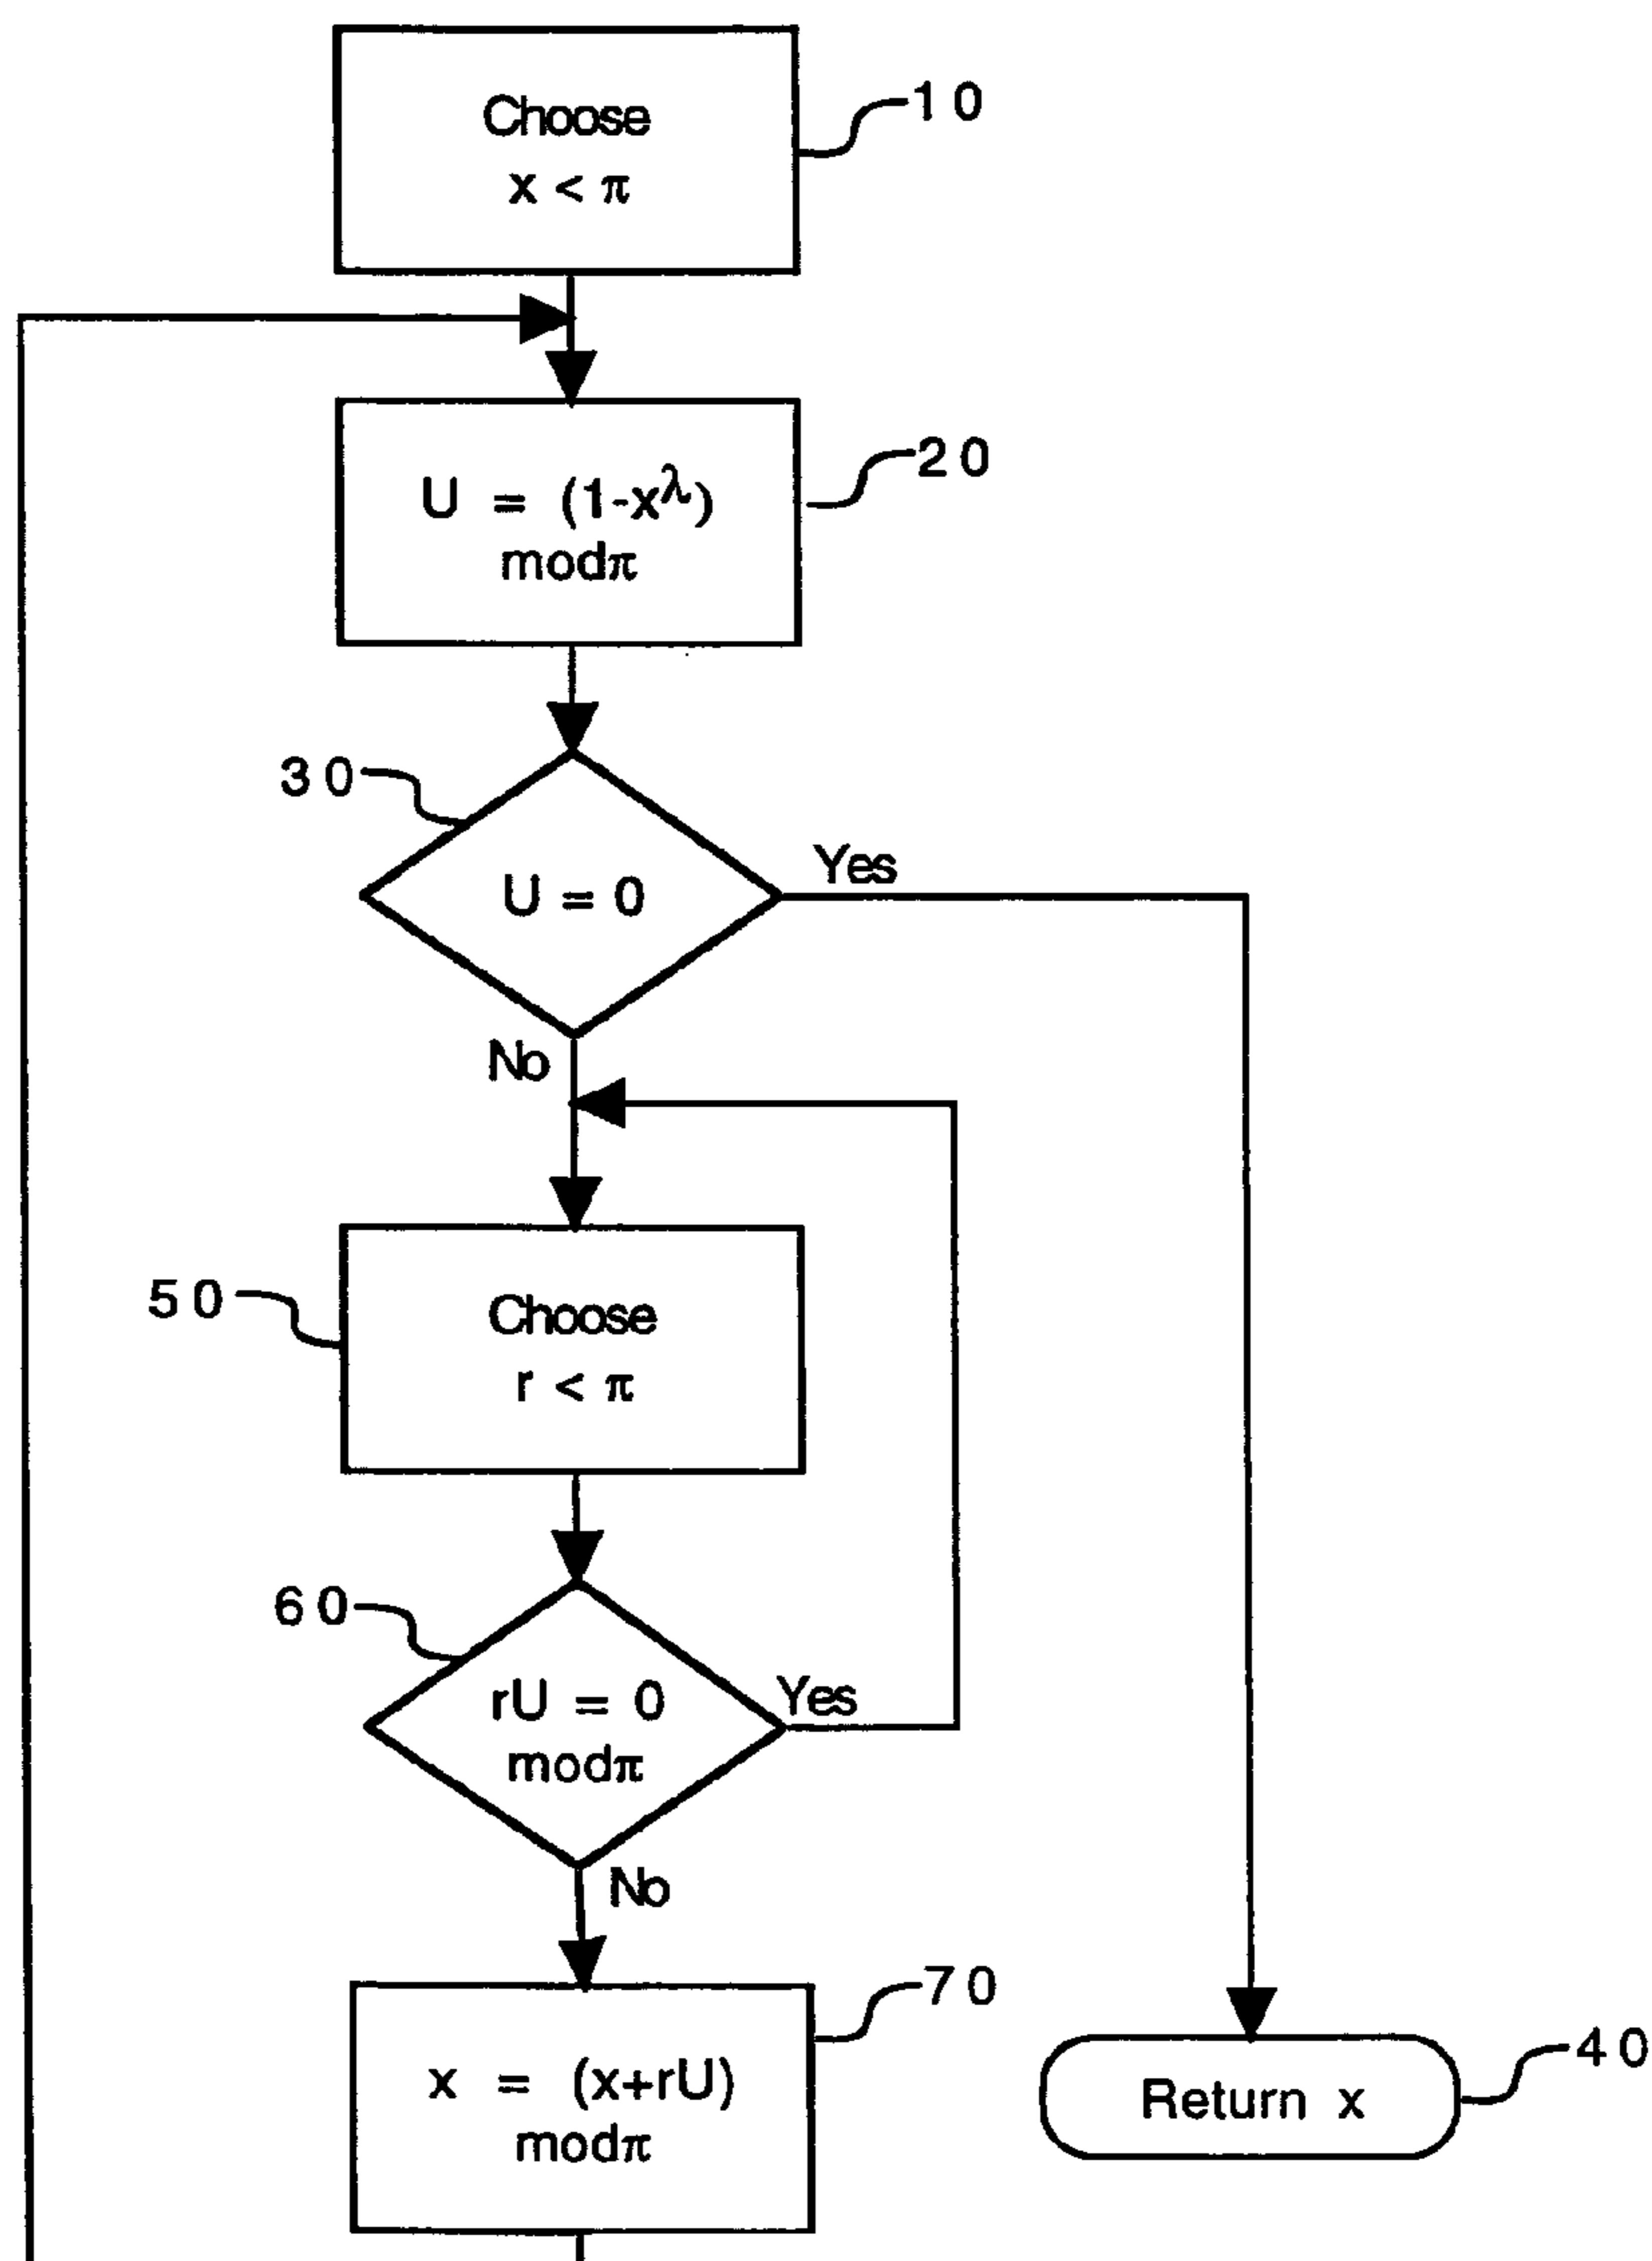 Choose
x < π
10
U = (1-x^λ)
modπ
20
30
U = 0
Yes
No
50
Choose
r < π
60
rU = 0
modπ
Yes
No
70
x = (x+rU)
modπ
40
Return x